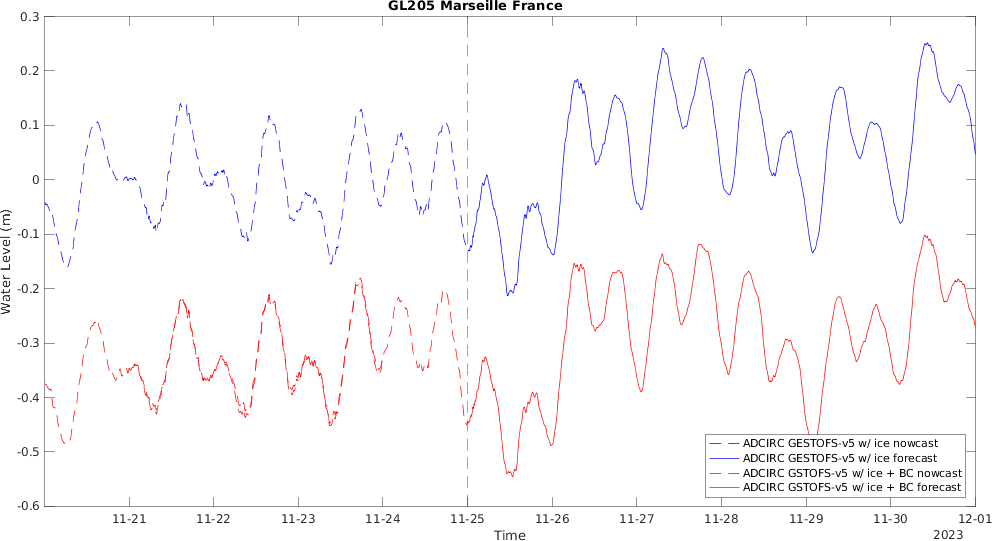 GL205 Marseille France
0.3
0.2
0.1
0
-0.1
-0.2
-0.3
-0.4
-0.5
-0.6
Water Level (m)
ADCIRC GESTOFS-v5 w/ ice nowcast
ADCIRC GESTOFS-v5 w/ ice forecast
ADCIRC GSTOFS-v5 w/ ice + BC nowcast
ADCIRC GSTOFS-v5 w/ ice + BC forecast
11-21 11-22 11-23 11-24 11-25 11-26 11-27 11-28 11-29 11-30 12-01
Time
2023